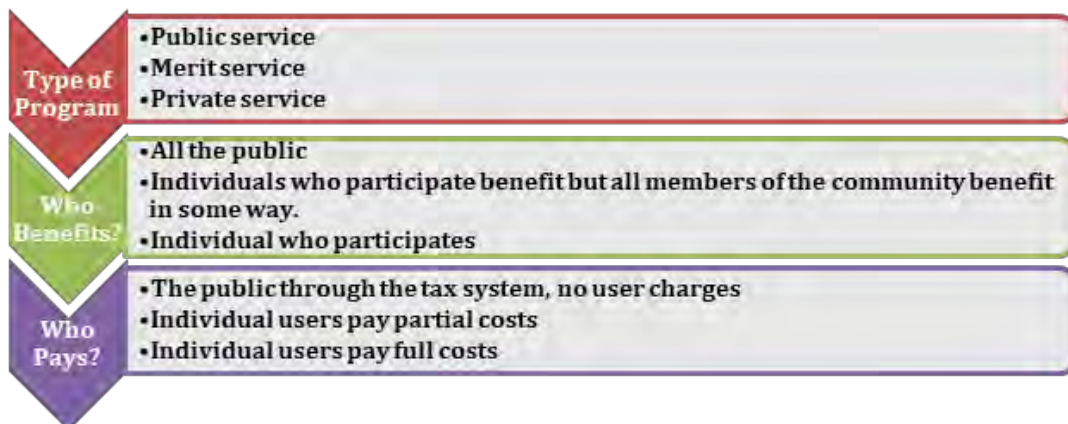 Type of
Program
•Public service
•Merit service
•Private service
Who
Benefits?
•All the public
•Individuals who participate benefit but all members of the community benefit
in some way.
•Individual who participates
Who
Pays?
•The public through the tax system, no user charges
•Individual users pay partial costs
•Individual users pay full costs